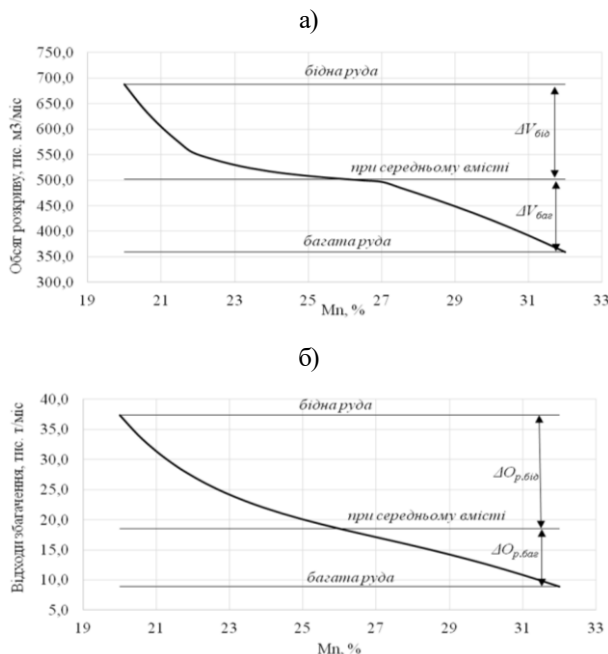 а)
Обсяг розкриву, тис. м3/міс
750,0
700,0
650,0
600,0
550,0
500,0
450,0
400,0
350,0
300,0
бідна руда
при середньому вмісті
багата руда
ΔVбід
ΔVбаг
19 21 23 25 27 29 31 33
Mn, %
б)
Відходи збагачення, тис. т/міс
40,0
35,0
30,0
25,0
20,0
15,0
10,0
5,0
бідна руда
при середньому вмісті
багата руда
ΔOр.бід
ΔOр.баг
19 21 23 25 27 29 31 33
Mn, %